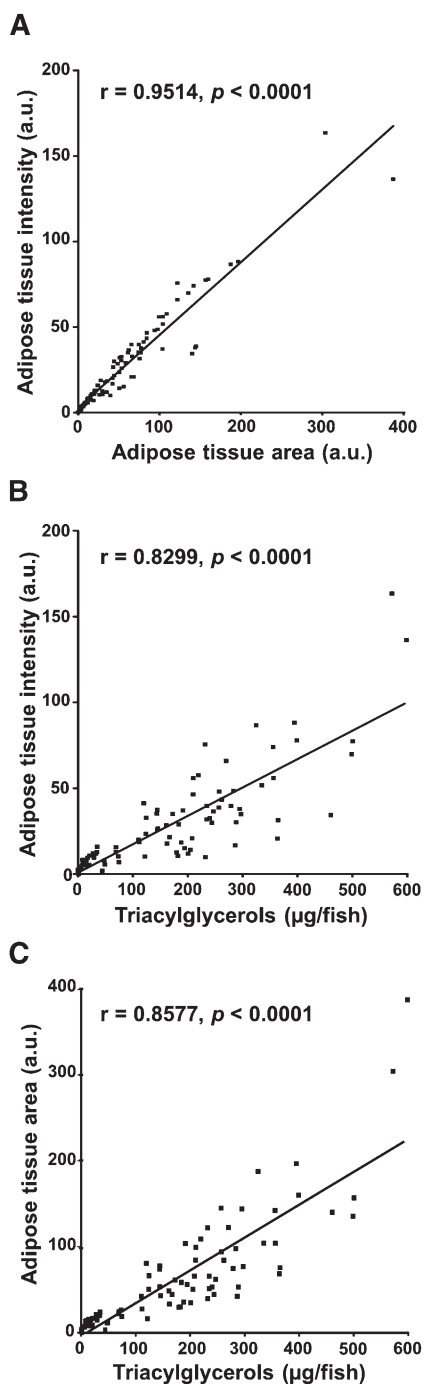 A
Adipose tissue intensity (a.u.)
200
150
100
50
0
r = 0.9514, p < 0.0001
0 100 200 300 400
Adipose tissue area (a.u.)
B
Adipose tissue intensity (a.u.)
200
150
100
50
0
r = 0.8299, p < 0.0001
0 100 200 300 400 500 600
Triacylglycerols (µg/fish)
C
Adipose tissue area (a.u.)
400
300
200
100
0
r = 0.8577, p < 0.0001
0 100 200 300 400 500 600
Triacylglycerols (µg/fish)